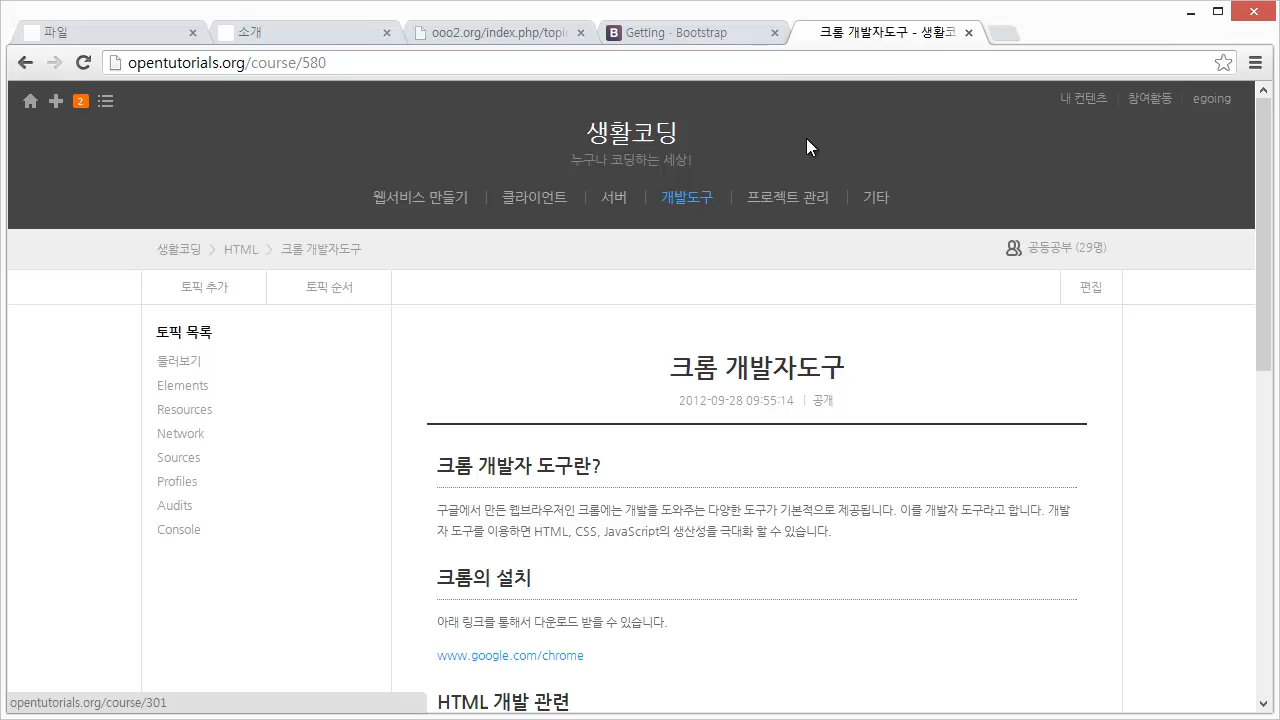 파일
소개
ooo2.org/index.php/topi
B Getting · Bootstrap
크롬 개발자도구 - 생활코
opentutorials.org/course/580
2
내 컨텐츠
참여활동
egoing
생활코딩
누구나 코딩하는 세상!
웹서비스 만들기
클라이언트
서버
개발도구
프로젝트 관리
기타
생활코딩 > HTML > 크롬 개발자도구
공동공부 (29명)
토픽 추가
토픽 순서
편집
토픽 목록
둘러보기
Elements
Resources
Network
Sources
Profiles
Audits
Console
크롬 개발자도구
2012-09-28 09:55:14 | 공개
크롬 개발자 도구란?
구글에서 만든 웹브라우저인 크롬에는 개발을 도와주는 다양한 도구가 기본적으로 제공됩니다. 이를 개발자 도구라고 합니다. 개발
자 도구를 이용하면 HTML, CSS, JavaScript의 생산성을 극대화 할 수 있습니다.
크롬의 설치
아래 링크를 통해서 다운로드 받을 수 있습니다.
www.google.com/chrome
HTML 개발 관련
opentutorials.org/course/301